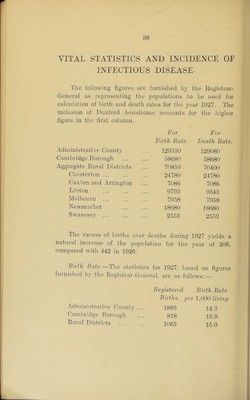 38
VITAL STATISTICS AND INCIDENCE OF
INFECTIOUS DISEASE.
The following figures are furnished by the Registrar-
General as representing the populations to be used for
calculation of birth and death rates for the year 1927. The
inclusion of Duxford Aerodrome accounts for the higher
figure in the first column.
For For
Birth Rate. Death Rate.
Administrative County ... 129530 129080
Cambridge Borough ... ... 58680 58680
Aggregate Rural Districts ... 70850 70400
Chesterton ... ... ... 24780 24780
Caxton and Arrington ... 7086 7086
Linton ... ... ... 9793 9343
Melbourn ... ... ... 7958 7958
Newmarket ... ... 18680 18680
Swavesey ... ... ... 2553 2553
The excess of births over deaths during 1927 yields a
natural increase of the population for the year of 206,
compared with 442 in 1926.
Birth Rate.—The statistics for 1927, based on figures
furnished by the Registrar-General, are as follows:—
Registered Birth Rate
Births. per 1,000 living.
Administrative County ... 1883 14.5
Cambridge Borough ... 818 13.9
Rural Districts ... ... 1065 15.0